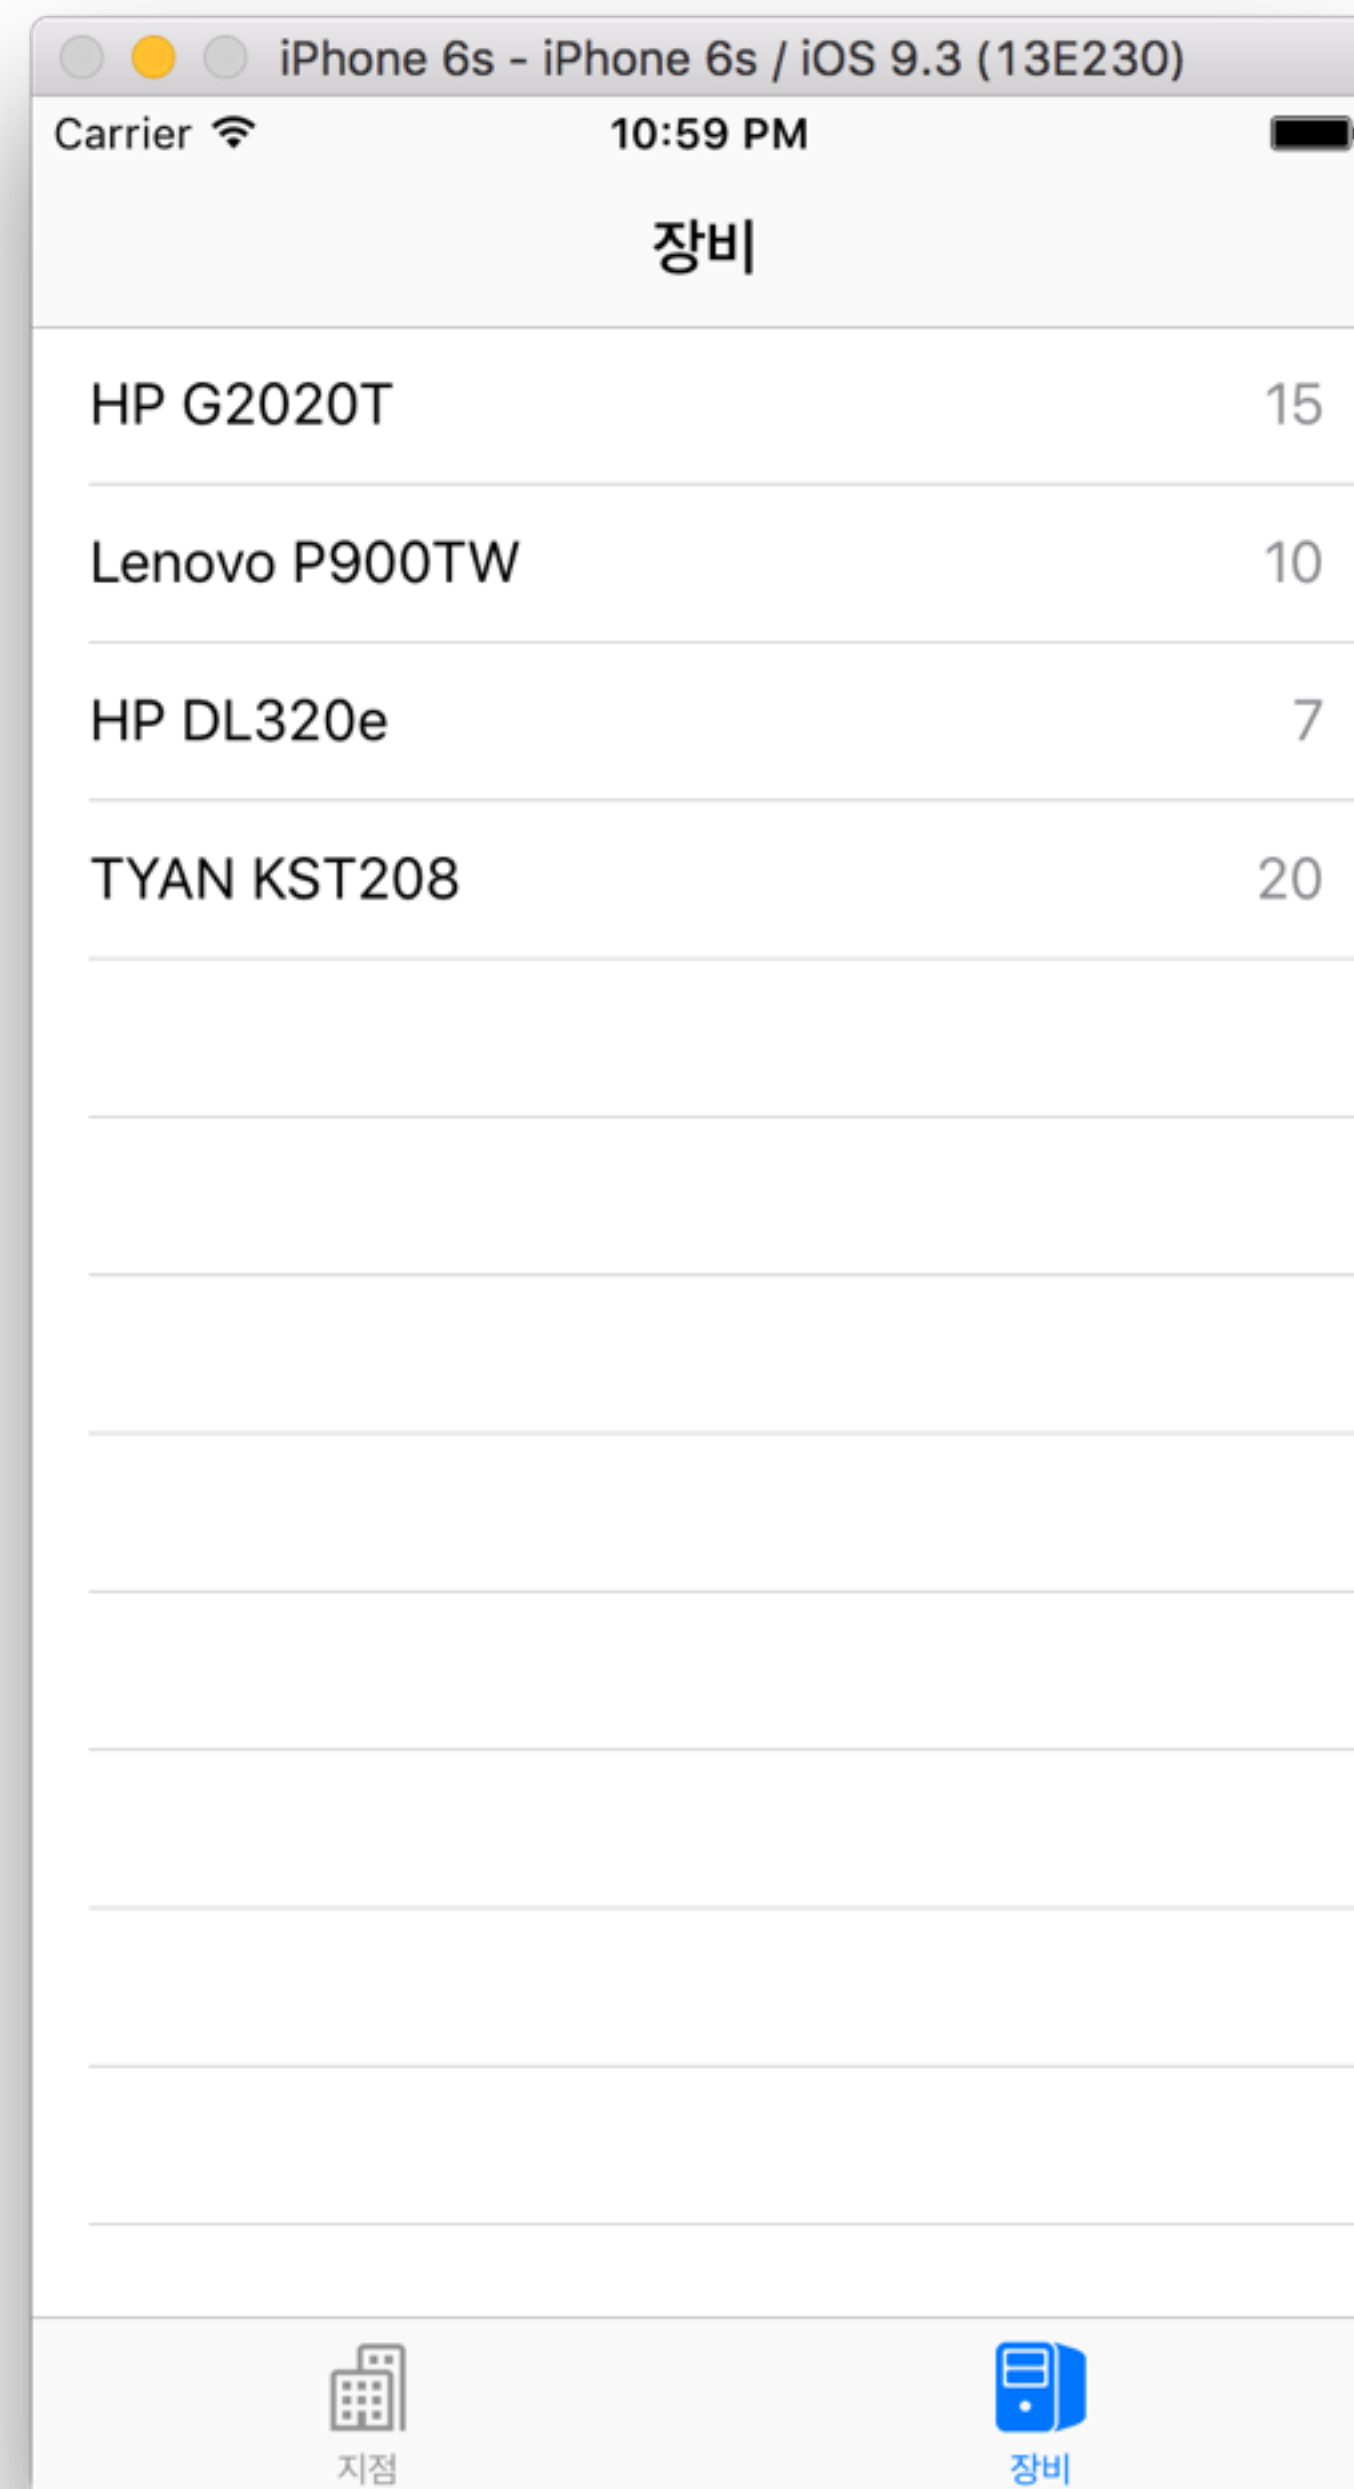 iPhone 6s - iPhone 6s / iOS 9.3 (13E230)
Carrier 10:59 PM
장비
HP G2020T 15
Lenovo P900TW 10
HP DL320e 7
TYAN KST208 20
지점 장비